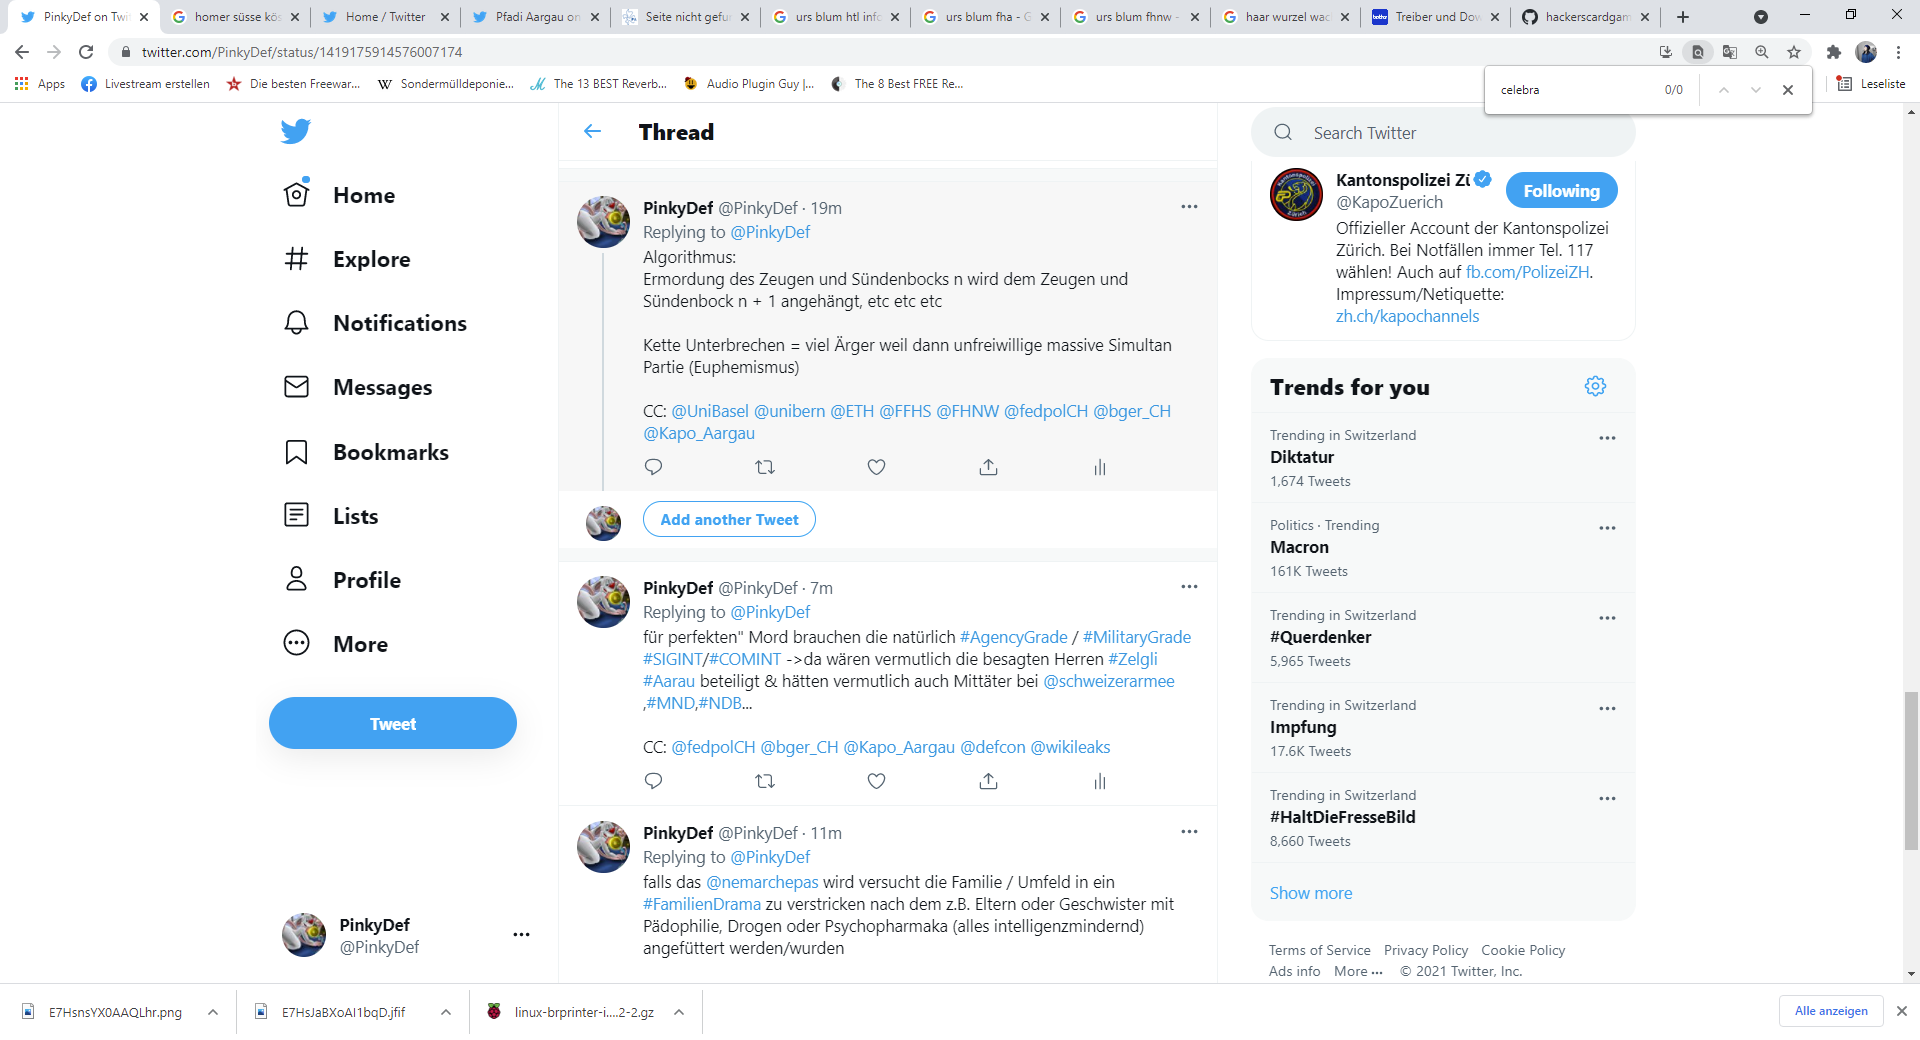 PinkyDef on Twi
homer süsse kös
Home / Twitter
Pfadi Aargau on
Seite nicht gefur
urs blum htl info
urs blum fha - G
urs blum fhnw -
haar wurzel wac
Treiber und Dow
hackerscardgam
twitter.com/PinkyDef/status/1419175914576007174
Apps
Livestream erstellen
Die besten Freewar...
Sondermülldeponie...
The 13 BEST Reverb...
Audio Plugin Guy |...
The 8 Best FREE Re...
Leseliste
celebra
0/0
Home
Explore
Notifications
Messages
Bookmarks
Lists
Profile
More
Tweet
PinkyDef
@PinkyDef
Thread
PinkyDef @PinkyDef · 19m
Replying to @PinkyDef
Algorithmus:
Ermordung des Zeugen und Sündenbocks n wird dem Zeugen und
Sündenbock n + 1 angehängt, etc etc etc
Kette Unterbrechen = viel Ärger weil dann unfreiwillige massive Simultan
Partie (Euphemismus)
CC: @UniBasel @unibern @ETH @FFHS @FHNW @fedpolCH @bger_CH
@Kapo_Aargau
Add another Tweet
PinkyDef @PinkyDef · 7m
Replying to @PinkyDef
für perfekten" Mord brauchen die natürlich #AgencyGrade / #MilitaryGrade
#SIGINT/#COMINT ->da wären vermutlich die besagten Herren #Zelgli
#Aarau beteiligt & hätten vermutlich auch Mittäter bei @schweizerarmee
,#MND,#NDB...
CC: @fedpolCH @bger_CH @Kapo_Aargau @defcon @wikileaks
PinkyDef @PinkyDef · 11m
Replying to @PinkyDef
falls das @nemarchepas wird versucht die Familie / Umfeld in ein
#FamilienDrama zu verstricken nach dem z.B. Eltern oder Geschwister mit
Pädophilie, Drogen oder Psychopharmaka (alles intelligenzmindernd)
angefüttert werden/wurden
Search Twitter
Kantonspolizei Zü
@KapoZuerich
Following
Offizieller Account der Kantonspolizei
Zürich. Bei Notfällen immer Tel. 117
wählen! Auch auf fb.com/PolizeiZH.
Impressum/Netiquette:
zh.ch/kapochannels
Trends for you
Trending in Switzerland
Diktatur
1,674 Tweets
Politics · Trending
Macron
161K Tweets
Trending in Switzerland
#Querdenker
5,965 Tweets
Trending in Switzerland
Impfung
17.6K Tweets
Trending in Switzerland
#HaltDieFresseBild
8,660 Tweets
Show more
Terms of Service Privacy Policy Cookie Policy
Ads info More ··· © 2021 Twitter, Inc.
E7HsnsYX0AAQLhr.png
E7HsJaBXoAI1bqD.jfif
linux-brprinter-i....2-2.gz
Alle anzeigen